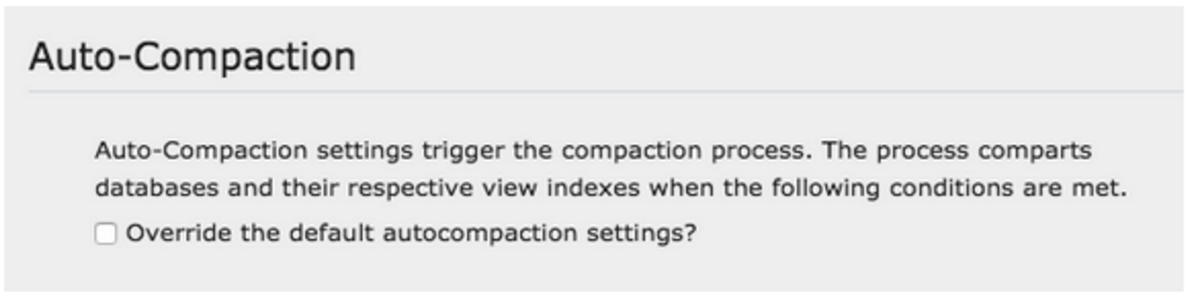 Auto-Compaction
Auto-Compaction settings trigger the compaction process. The process comparts
databases and their respective view indexes when the following conditions are met.
Override the default autocompaction settings?